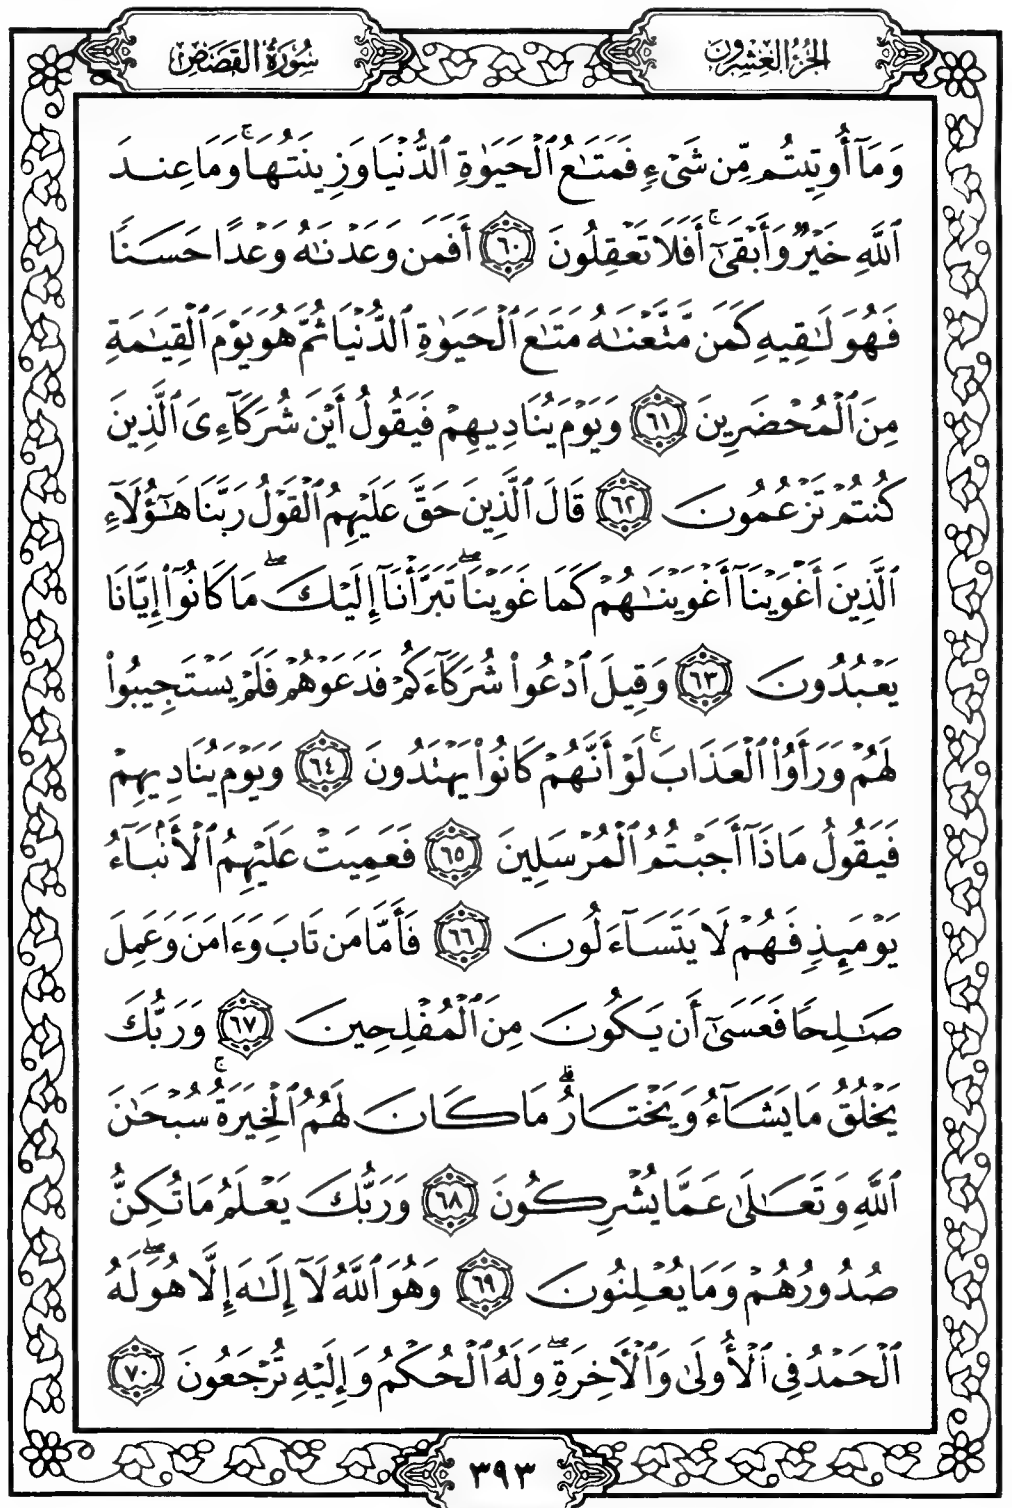 الجزء العشرون
سورة القصص
وَمَآ أُوتِيتُم مِّن شَىْءٍ فَمَتَـٰعُ ٱلْحَيَوٰةِ ٱلدُّنْيَا وَزِينَتُهَا ۚ وَمَا عِندَ
ٱللَّهِ خَيْرٌ وَأَبْقَىٰٓ ۚ أَفَلَا تَعْقِلُونَ ٦٠ أَفَمَن وَعَدْنَـٰهُ وَعْدًا حَسَنًا
فَهُوَ لَـٰقِيهِ كَمَن مَّتَّعْنَـٰهُ مَتَـٰعَ ٱلْحَيَوٰةِ ٱلدُّنْيَا ثُمَّ هُوَ يَوْمَ ٱلْقِيَـٰمَةِ
مِنَ ٱلْمُحْضَرِينَ ٦١ وَيَوْمَ يُنَادِيهِمْ فَيَقُولُ أَيْنَ شُرَكَآءِىَ ٱلَّذِينَ
كُنتُمْ تَزْعُمُونَ ٦٢ قَالَ ٱلَّذِينَ حَقَّ عَلَيْهِمُ ٱلْقَوْلُ رَبَّنَا هَـٰٓؤُلَآءِ
ٱلَّذِينَ أَغْوَيْنَآ أَغْوَيْنَـٰهُمْ كَمَا غَوَيْنَا ۖ تَبَرَّأْنَآ إِلَيْكَ ۖ مَا كَانُوٓا۟ إِيَّانَا
يَعْبُدُونَ ٦٣ وَقِيلَ ٱدْعُوا۟ شُرَكَآءَكُمْ فَدَعَوْهُمْ فَلَمْ يَسْتَجِيبُوا۟
لَهُمْ وَرَأَوُا۟ ٱلْعَذَابَ ۚ لَوْ أَنَّهُمْ كَانُوا۟ يَهْتَدُونَ ٦٤ وَيَوْمَ يُنَادِيهِمْ
فَيَقُولُ مَاذَآ أَجَبْتُمُ ٱلْمُرْسَلِينَ ٦٥ فَعَمِيَتْ عَلَيْهِمُ ٱلْأَنۢبَآءُ
يَوْمَئِذٍ فَهُمْ لَا يَتَسَآءَلُونَ ٦٦ فَأَمَّا مَن تَابَ وَءَامَنَ وَعَمِلَ
صَـٰلِحًا فَعَسَىٰٓ أَن يَكُونَ مِنَ ٱلْمُفْلِحِينَ ٦٧ وَرَبُّكَ
يَخْلُقُ مَا يَشَآءُ وَيَخْتَارُ ۗ مَا كَانَ لَهُمُ ٱلْخِيَرَةُ ۚ سُبْحَـٰنَ
ٱللَّهِ وَتَعَـٰلَىٰ عَمَّا يُشْرِكُونَ ٦٨ وَرَبُّكَ يَعْلَمُ مَا تُكِنُّ
صُدُورُهُمْ وَمَا يُعْلِنُونَ ٦٩ وَهُوَ ٱللَّهُ لَآ إِلَـٰهَ إِلَّا هُوَ ۖ لَهُ
ٱلْحَمْدُ فِى ٱلْأُولَىٰ وَٱلْـَٔاخِرَةِ ۖ وَلَهُ ٱلْحُكْمُ وَإِلَيْهِ تُرْجَعُونَ ٧٠
٣٩٣